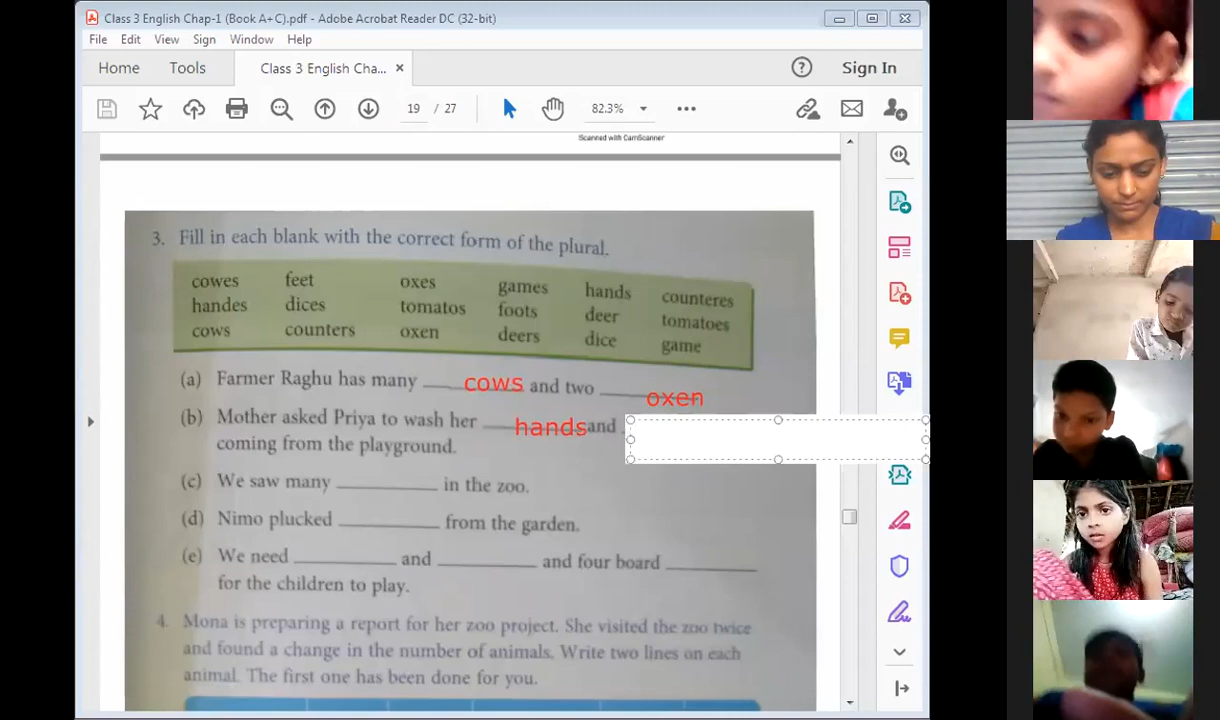 Class 3 English Chap-1 (Book A+C).pdf - Adobe Acrobat Reader DC (32-bit)
File Edit View Sign Window Help
Home Tools Class 3 English Cha... × Sign In
19 / 27 82.3%
Scanned with CamScanner
3. Fill in each blank with the correct form of the plural.
cowes feet oxes games hands counteres
handes dices tomatos foots deer tomatoes
cows counters oxen deers dice game
(a) Farmer Raghu has many cows and two oxen
(b) Mother asked Priya to wash her hands and
coming from the playground.
(c) We saw many __________ in the zoo.
(d) Nimo plucked __________ from the garden.
(e) We need __________ and __________ and four board __________
for the children to play.
4. Mona is preparing a report for her zoo project. She visited the zoo twice
and found a change in the number of animals. Write two lines on each
animal. The first one has been done for you.